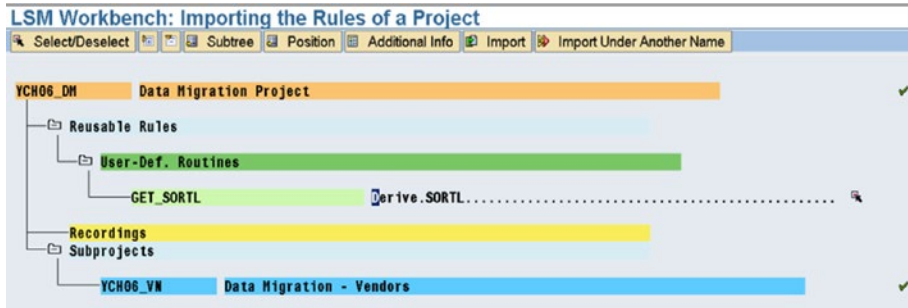 LSM Workbench: Importing the Rules of a Project
Select/Deselect Subtree Position Additional Info Import Import Under Another Name
YCH06_DM Data Migration Project
Reusable Rules
User-Def. Routines
GET_SORTL Derive.SORTL................................................
Recordings
Subprojects
YCH06_VN Data Migration - Vendors